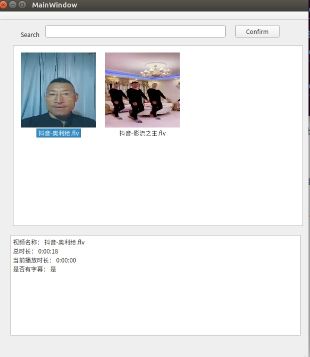 MainWindow
Search
Confirm
抖音-奥利给.flv
抖音-影流之主.flv
视频名称： 抖音-奥利给.flv
总时长： 0:00:18
当前播放时长： 0:00:00
是否有字幕： 是